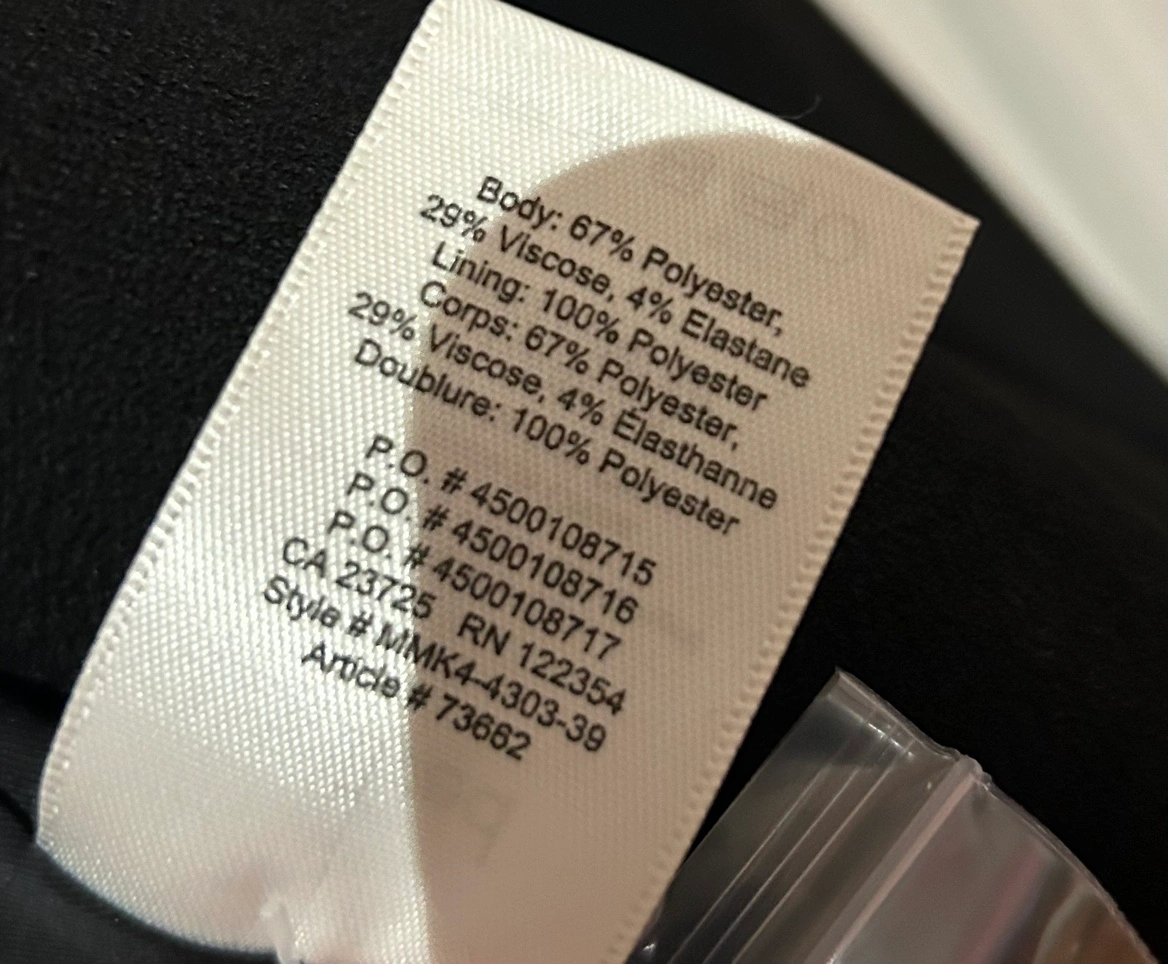 Body: 67% Polyester,
29% Viscose, 4% Elastane
Lining: 100% Polyester
Corps: 67% Polyester,
29% Viscose, 4% Élasthanne
Doublure: 100% Polyester
P.O. # 4500108715
P.O. # 4500108716
P.O. # 4500108717
CA 23725 RN 122354
Style # MMK4-4303-39
Article # 73662